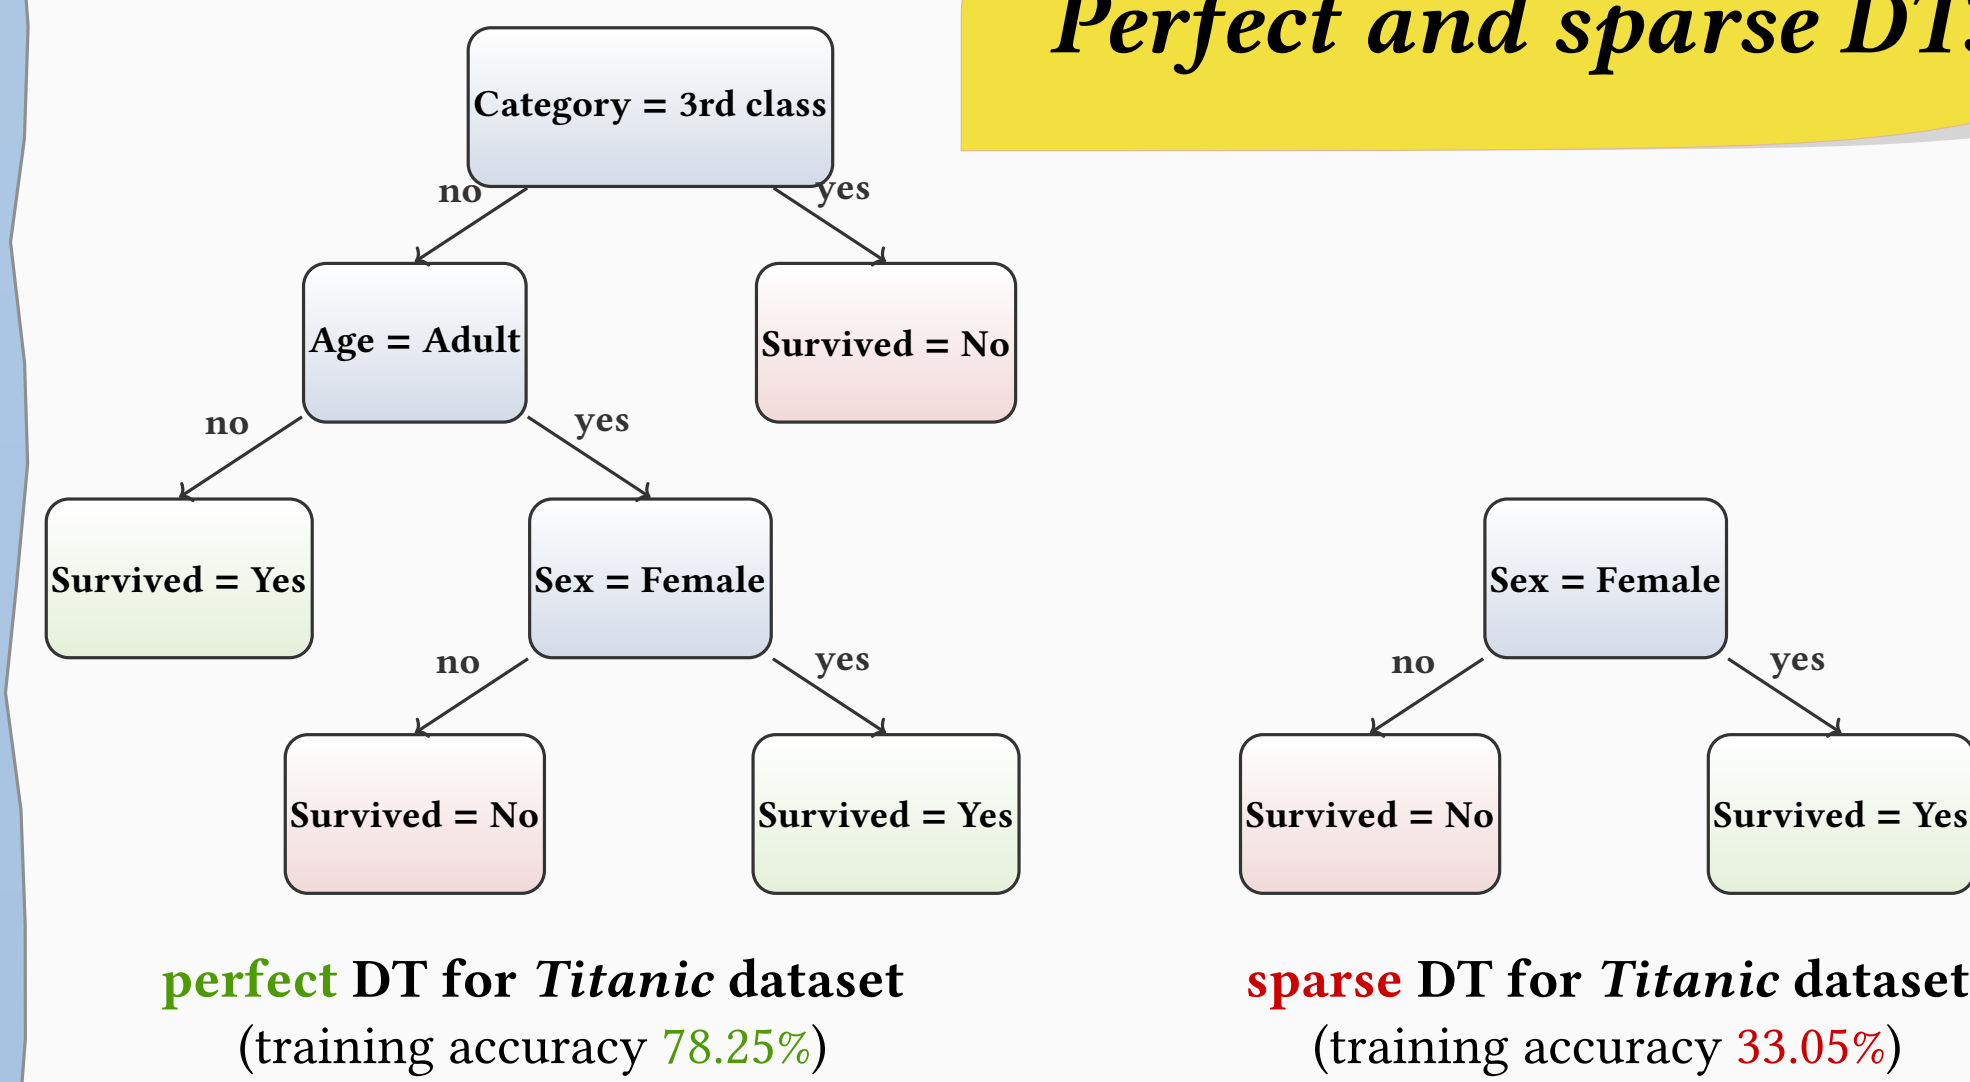 Perfect and sparse DTs
Category = 3rd class
no
yes
Age = Adult
Survived = No
no
yes
Survived = Yes
Sex = Female
Sex = Female
no
yes
no
yes
Survived = No
Survived = Yes
Survived = No
Survived = Yes
perfect DT for Titanic dataset
sparse DT for Titanic dataset
(training accuracy 78.25%)
(training accuracy 33.05%)